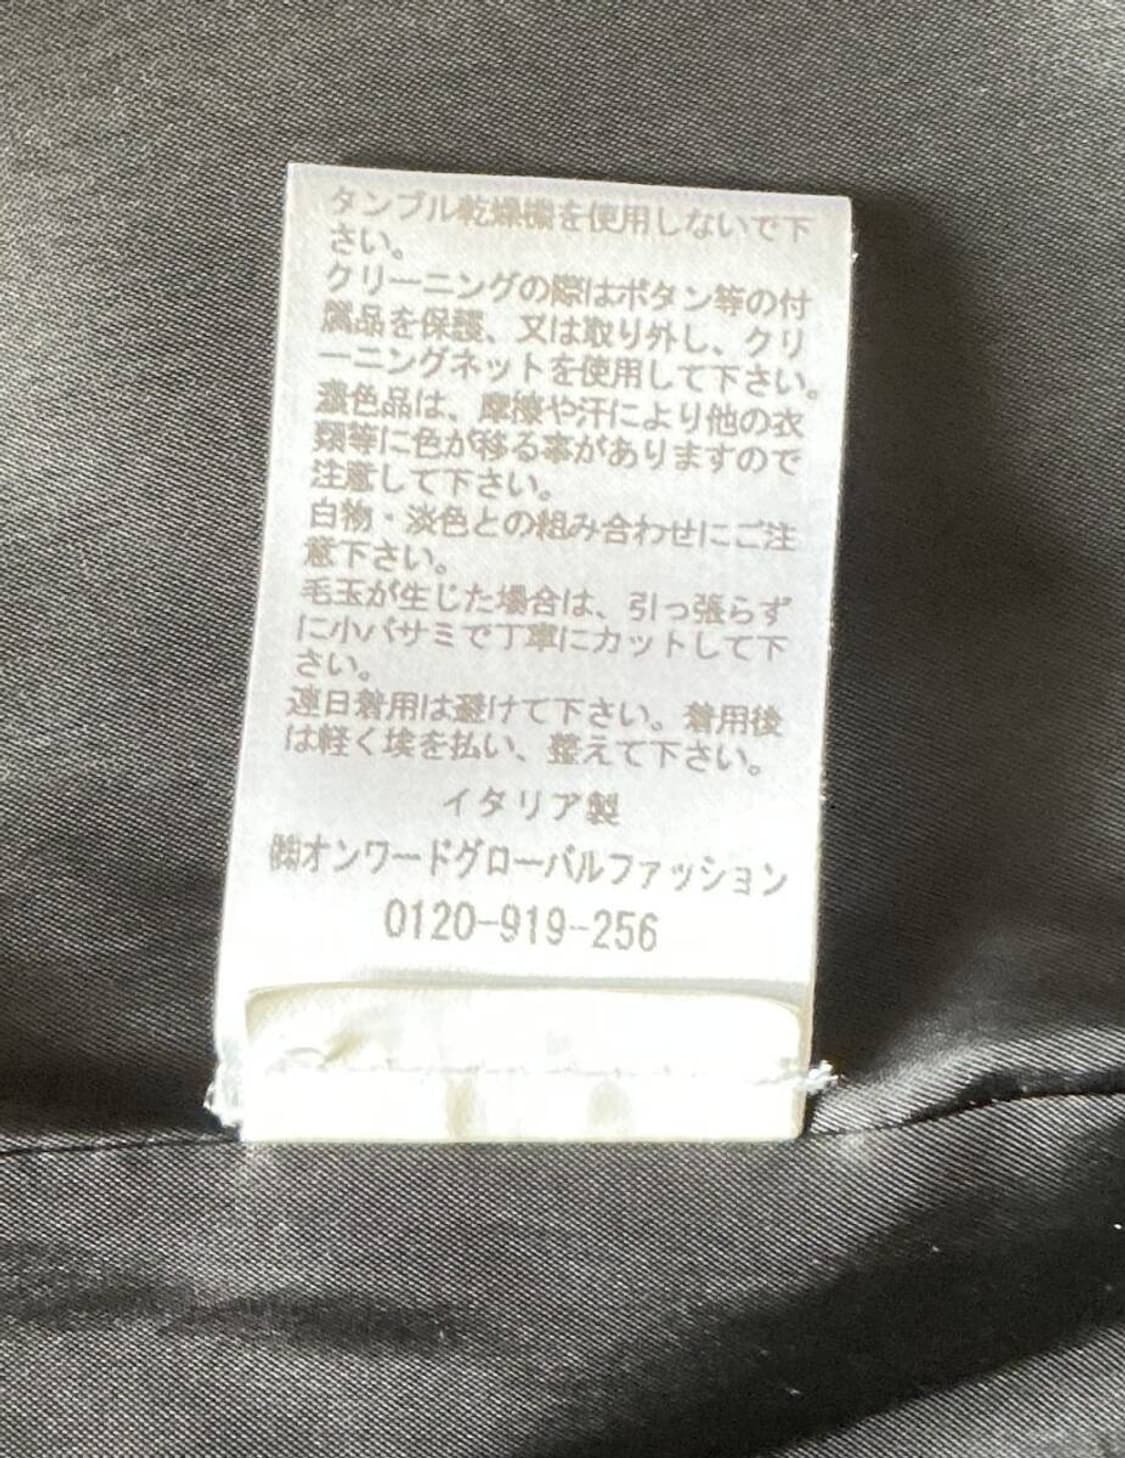 タンブル乾燥機を使用しないで下
さい。
クリーニングの際はボタン等の付
属品を保護、又は取り外し、クリ
ーニングネットを使用して下さい。
濃色品は、摩擦や汗により他の衣
類等に色が移る事がありますので
注意して下さい。
白物・淡色との組み合わせにご注
意下さい。
毛玉が生じた場合は、引っ張らず
に小バサミで丁寧にカットして下
さい。
連日着用は避けて下さい。着用後
は軽く埃を払い、整えて下さい。
イタリア製
㈱オンワードグローバルファッション
0120-919-256